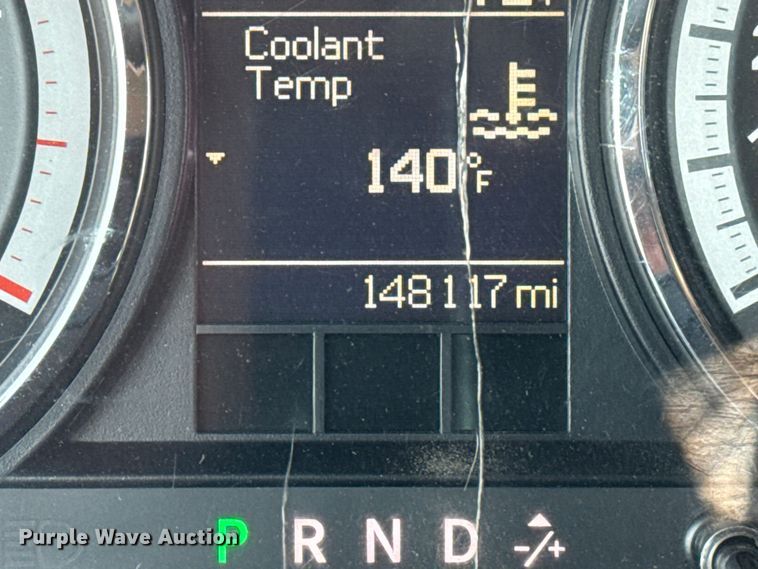 Coolant
Temp
140°F
148117 mi
P R N D -/+
Purple Wave Auction